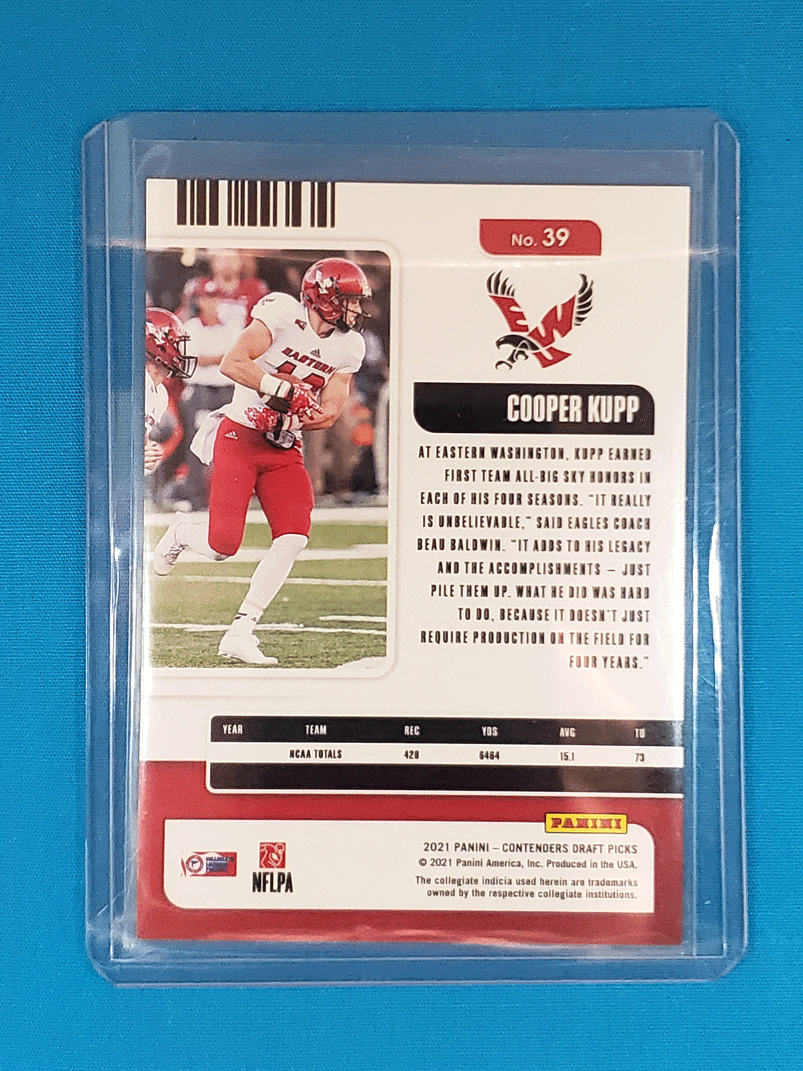 No. 39
EW
COOPER KUPP
EASTERN
AT EASTERN WASHINGTON, KUPP EARNED
FIRST TEAM ALL-BIG SKY HONORS IN
EACH OF HIS FOUR SEASONS. "IT REALLY
IS UNBELIEVABLE," SAID EAGLES COACH
BEAU BALDWIN. "IT ADDS TO HIS LEGACY
AND THE ACCOMPLISHMENTS – JUST
PILE THEM UP. WHAT HE DID WAS HARD
TO DO, BECAUSE IT DOESN'T JUST
REQUIRE PRODUCTION ON THE FIELD FOR
FOUR YEARS."
YEAR TEAM REC YDS AVG TD
NCAA TOTALS 428 6464 15.1 73
PANINI
2021 PANINI – CONTENDERS DRAFT PICKS
© 2021 Panini America, Inc. Produced in the USA.
The collegiate indicia used herein are trademarks
owned by the respective collegiate institutions.
NFLPA